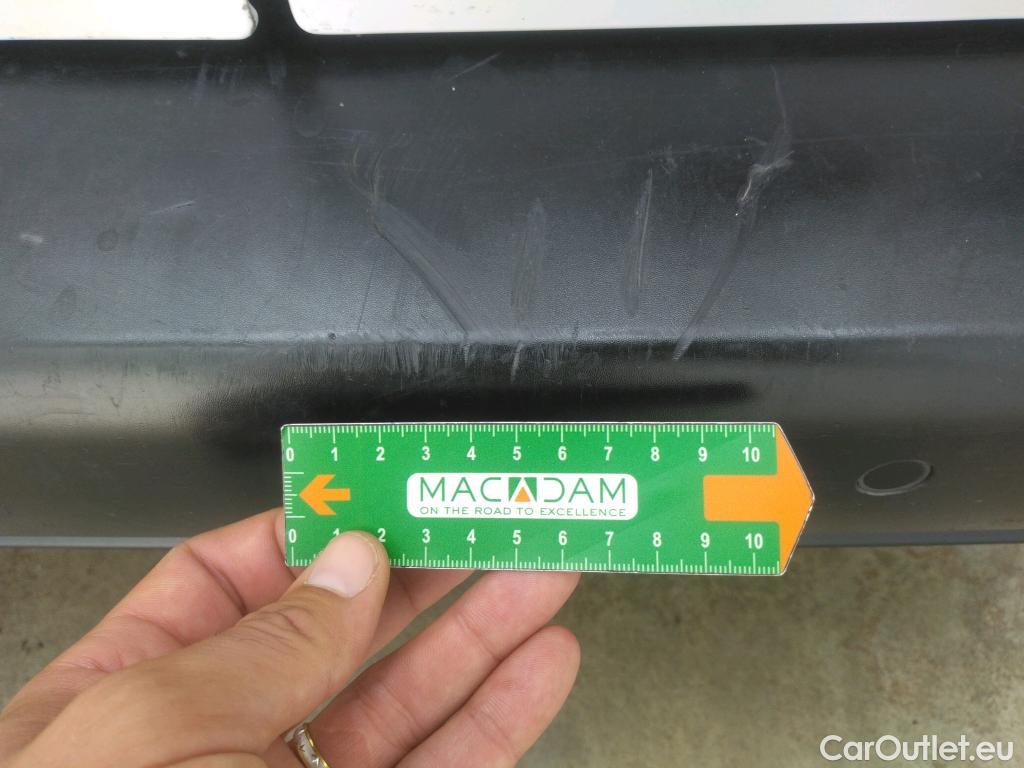 0 1 2 3 4 5 6 7 8 9 10
MACADAM
ON THE ROAD TO EXCELLENCE
0 1 2 3 4 5 6 7 8 9 10
CarOutlet.eu